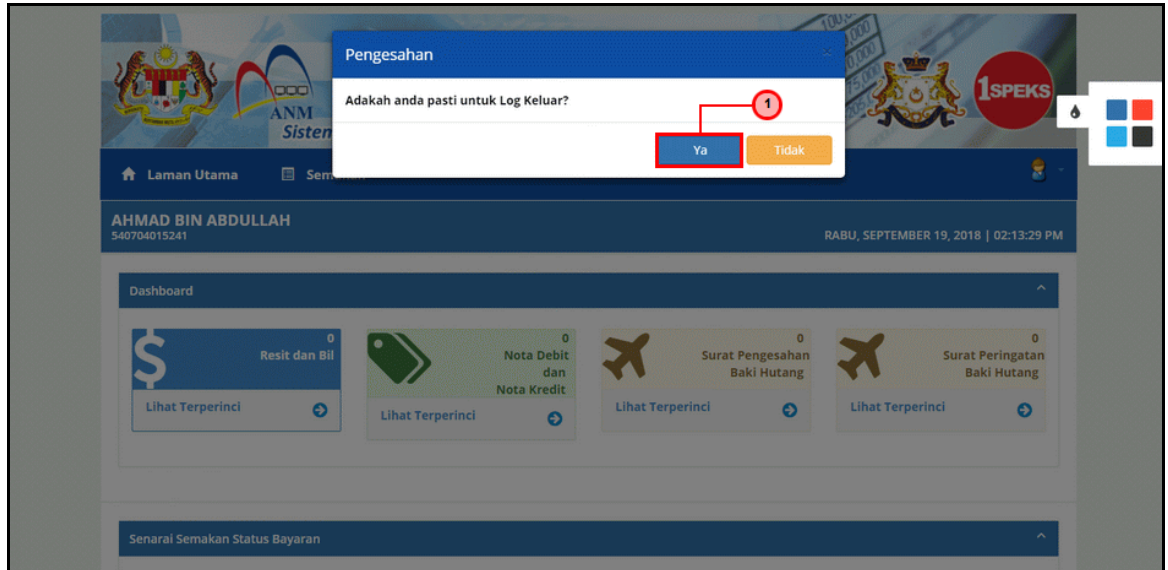 Pengesahan
×
Adakah anda pasti untuk Log Keluar?
1
Ya
Tidak
ANM
Sistem
1SPEKS
Laman Utama
AHMAD BIN ABDULLAH
540704015241
RABU, SEPTEMBER 19, 2018 | 02:13:29 PM
Dashboard
0
Resit dan Bil
Lihat Terperinci
0
Nota Debit
dan
Nota Kredit
Lihat Terperinci
0
Surat Pengesahan
Baki Hutang
Lihat Terperinci
0
Surat Peringatan
Baki Hutang
Lihat Terperinci
Senarai Semakan Status Bayaran